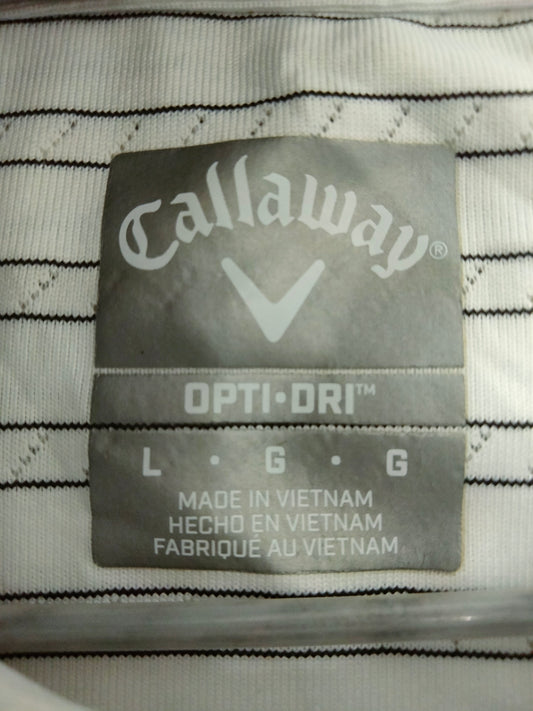 Callaway®
OPTI•DRI™
L • G • G
MADE IN VIETNAM
HECHO EN VIETNAM
FABRIQUÉ AU VIETNAM